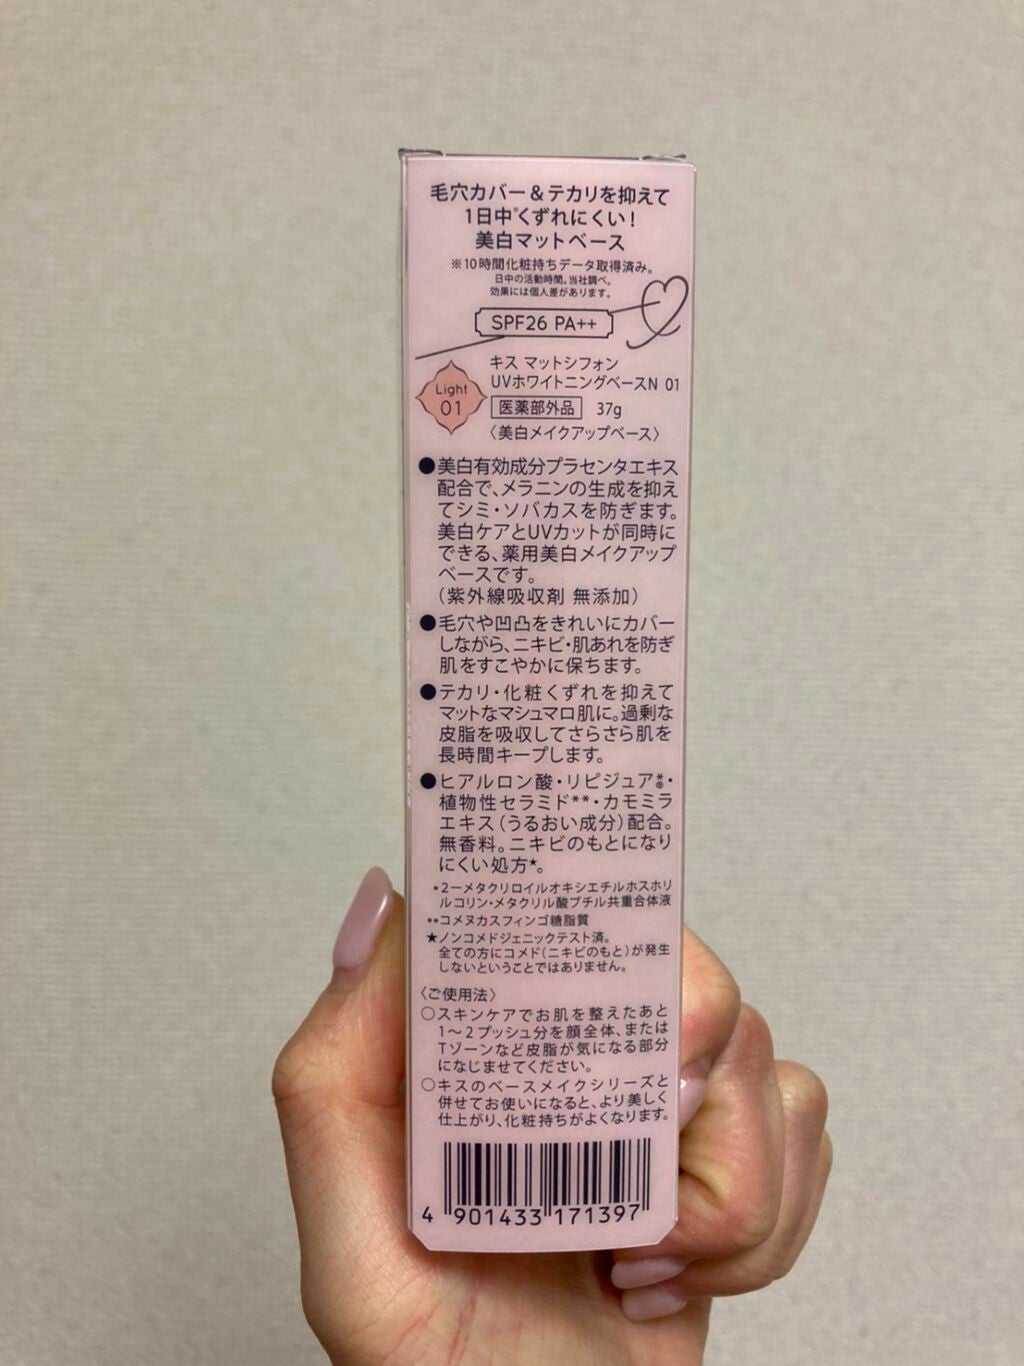 毛穴カバー＆テカリを抑えて
1日中※くずれにくい！
美白マットベース
※10時間化粧持ちデータ取得済み。
日中の活動時間。当社調べ。
効果には個人差があります。
SPF26 PA++
Light
01
キス マットシフォン
UVホワイトニングベースN 01
医薬部外品 37g
〈美白メイクアップベース〉
●美白有効成分プラセンタエキス
配合で、メラニンの生成を抑え
てシミ・ソバカスを防ぎます。
美白ケアとUVカットが同時に
できる、薬用美白メイクアップ
ベースです。
（紫外線吸収剤 無添加）
●毛穴や凹凸をきれいにカバー
しながら、ニキビ・肌あれを防ぎ
肌をすこやかに保ちます。
●テカリ・化粧くずれを抑えて
マットなマシュマロ肌に。過剰な
皮脂を吸収してさらさら肌を
長時間キープします。
●ヒアルロン酸・リピジュア®*・
植物性セラミド**・カモミラ
エキス（うるおい成分）配合。
無香料。ニキビのもとになり
にくい処方★。
*2－メタクリロイルオキシエチルホスホリ
ルコリン・メタクリル酸ブチル共重合体液
**コメヌカスフィンゴ糖脂質
★ノンコメドジェニックテスト済。
全ての方にコメド（ニキビのもと）が発生
しないということではありません。
〈ご使用法〉
○スキンケアでお肌を整えたあと
1〜2プッシュ分を顔全体、または
Tゾーンなど皮脂が気になる部分
になじませてください。
○キスのベースメイクシリーズと
併せてお使いになると、より美しく
仕上がり、化粧持ちがよくなります。
4 901433 171397